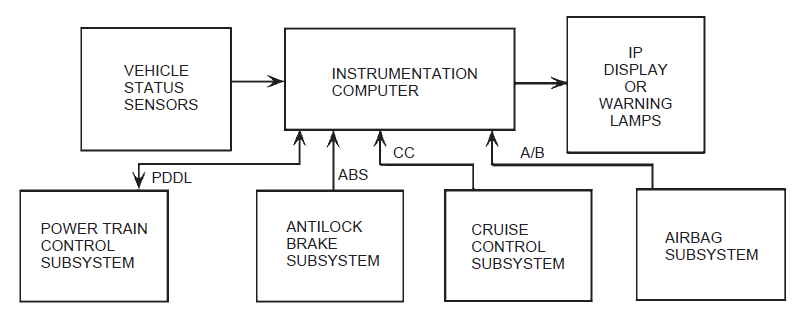 VEHICLE
STATUS
SENSORS
INSTRUMENTATION
COMPUTER
IP
DISPLAY
OR
WARNING
LAMPS
PDDL
ABS
CC
A/B
POWER TRAIN
CONTROL
SUBSYSTEM
ANTILOCK
BRAKE
SUBSYSTEM
CRUISE
CONTROL
SUBSYSTEM
AIRBAG
SUBSYSTEM